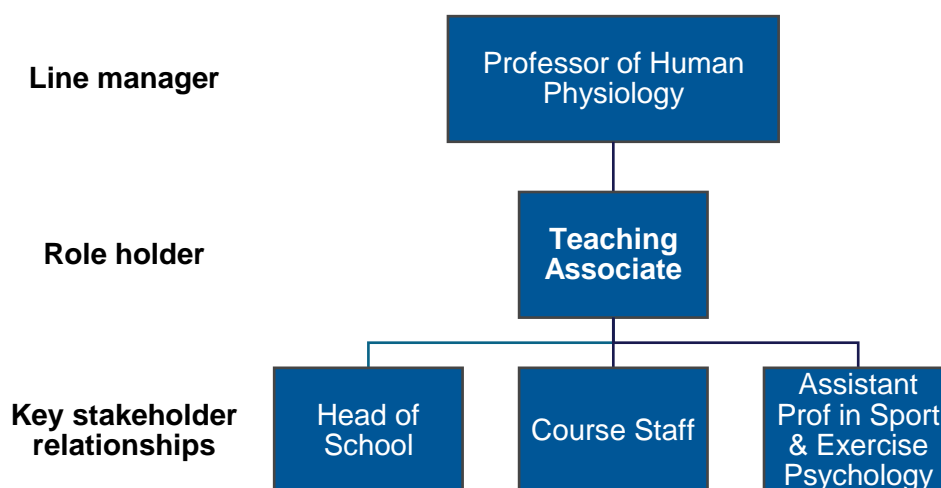 Line manager
Professor of Human
Physiology
Role holder
Teaching
Associate
Key stakeholder
relationships
Head of
School
Course Staff
Assistant
Prof in Sport
& Exercise
Psychology